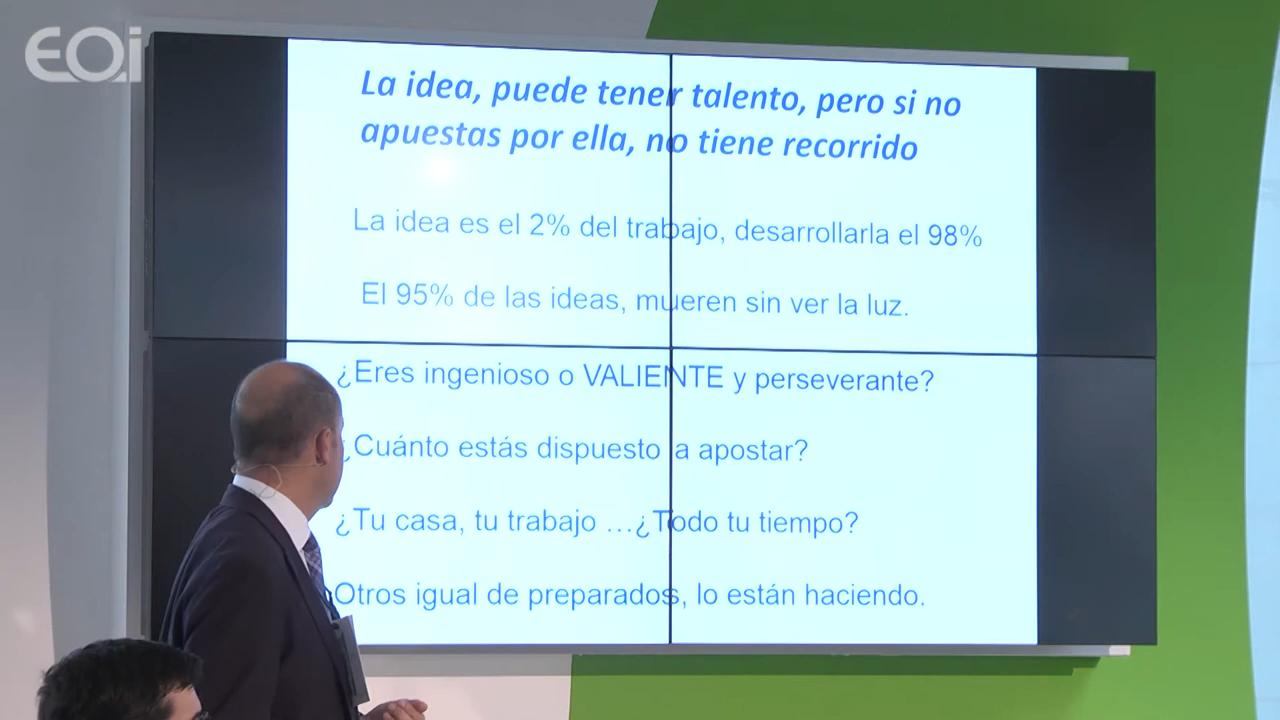 EOi
La idea, puede tener talento, pero si no
apuestas por ella, no tiene recorrido
La idea es el 2% del trabajo, desarrollarla el 98%
El 95% de las ideas, mueren sin ver la luz.
¿Eres ingenioso o VALIENTE y perseverante?
¿Cuánto estás dispuesto a apostar?
¿Tu casa, tu trabajo ...¿Todo tu tiempo?
Otros igual de preparados, lo están haciendo.